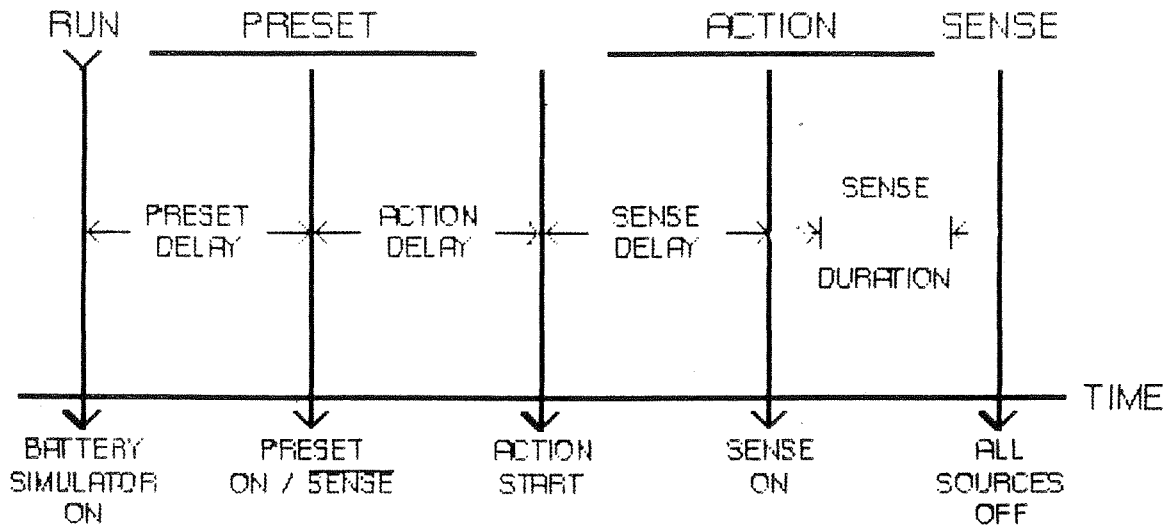 RUN PRESET ACTION SENSE
PRESET
DELAY
ACTION
DELAY
SENSE
DELAY
SENSE
DURATION
TIME
BATTERY
SIMULATOR
ON
PRESET
ON / SENSE
ACTION
START
SENSE
ON
ALL
SOURCES
OFF